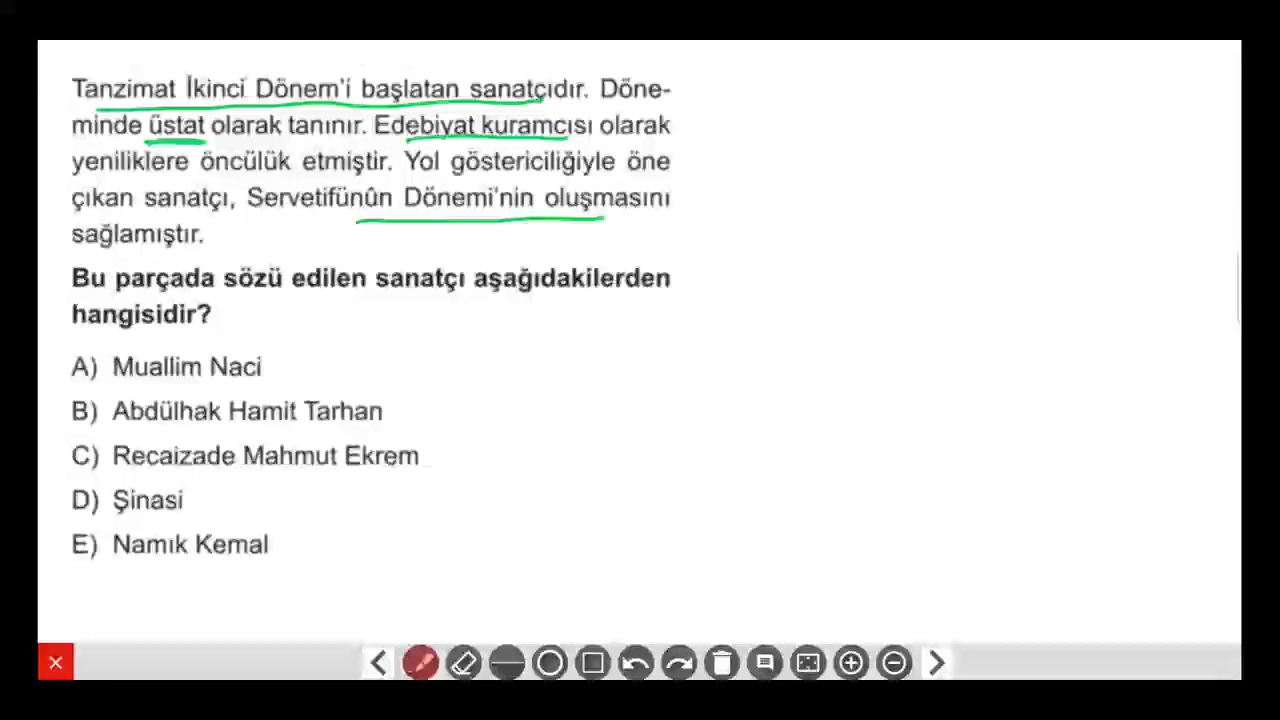 Tanzimat İkinci Dönem'i başlatan sanatçıdır. Döne-
minde üstat olarak tanınır. Edebiyat kuramcısı olarak
yeniliklere öncülük etmiştir. Yol göstericiliğiyle öne
çıkan sanatçı, Servetifünûn Dönemi'nin oluşmasını
sağlamıştır.
Bu parçada sözü edilen sanatçı aşağıdakilerden
hangisidir?
A) Muallim Naci
B) Abdülhak Hamit Tarhan
C) Recaizade Mahmut Ekrem
D) Şinasi
E) Namık Kemal